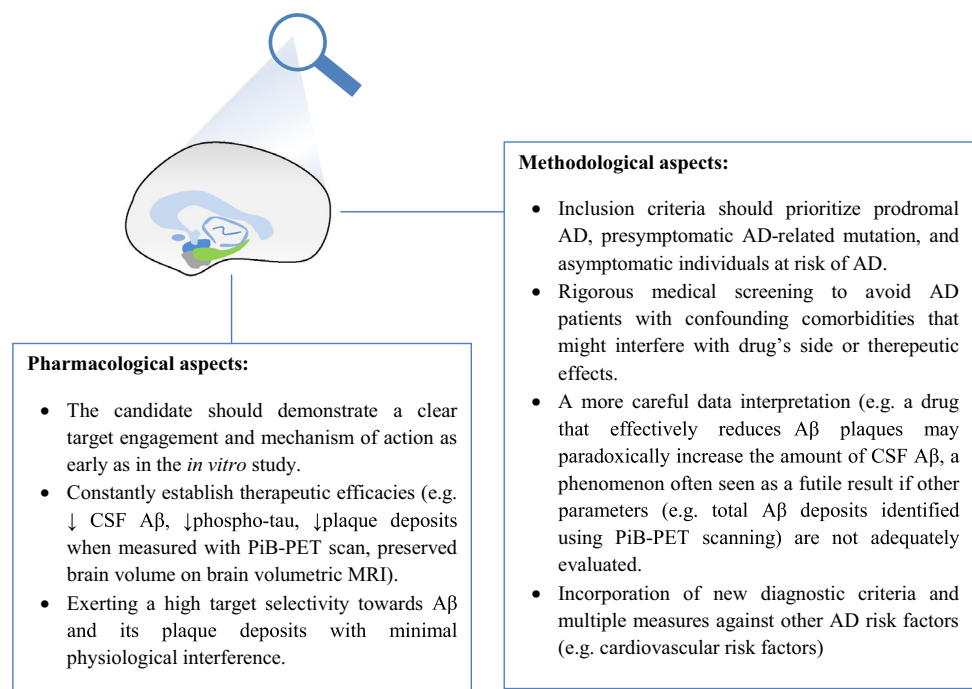 Methodological aspects:
• Inclusion criteria should prioritize prodromal
AD, presymptomatic AD-related mutation, and
asymptomatic individuals at risk of AD.
• Rigorous medical screening to avoid AD
patients with confounding comorbidities that
might interfere with drug's side or therepeutic
effects.
• A more careful data interpretation (e.g. a drug
that effectively reduces Aβ plaques may
paradoxically increase the amount of CSF Aβ, a
phenomenon often seen as a futile result if other
parameters (e.g. total Aβ deposits identified
using PiB-PET scanning) are not adequately
evaluated.
• Incorporation of new diagnostic criteria and
multiple measures against other AD risk factors
(e.g. cardiovascular risk factors)
Pharmacological aspects:
• The candidate should demonstrate a clear
target engagement and mechanism of action as
early as in the in vitro study.
• Constantly establish therapeutic efficacies (e.g.
↓ CSF Aβ, ↓phospho-tau, ↓plaque deposits
when measured with PiB-PET scan, preserved
brain volume on brain volumetric MRI).
• Exerting a high target selectivity towards Aβ
and its plaque deposits with minimal
physiological interference.